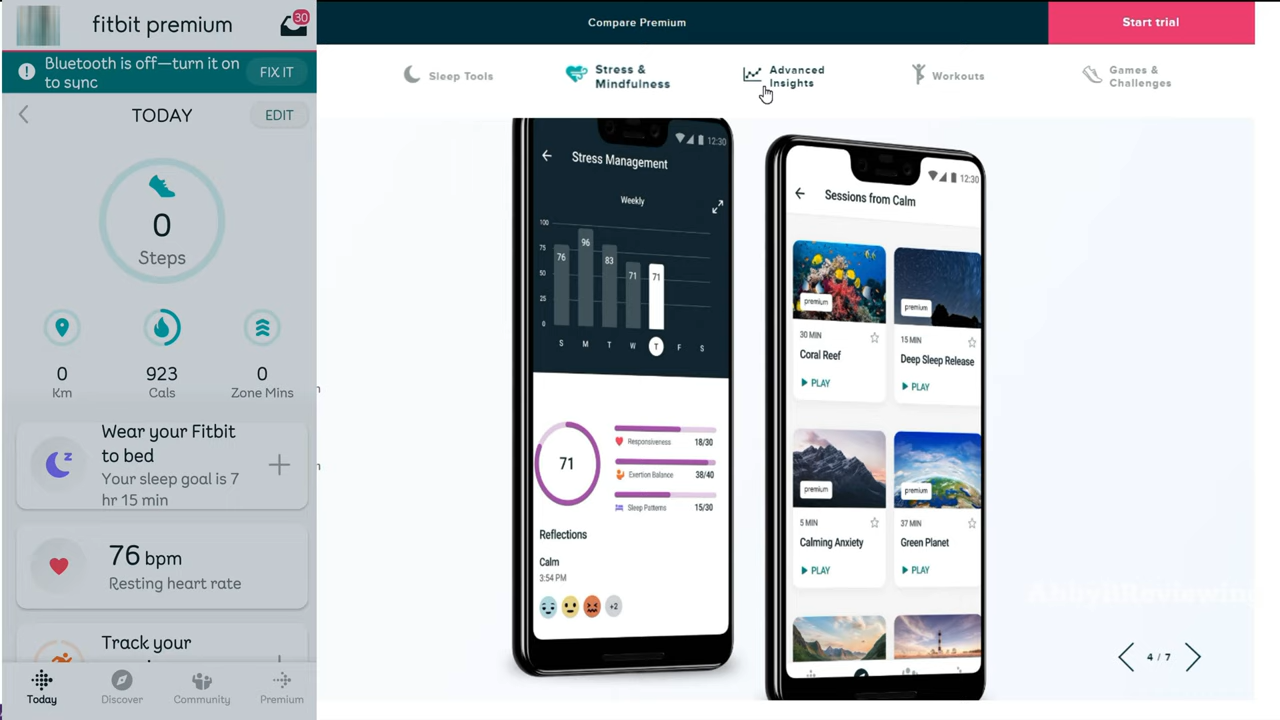 fitbit premium
30
Bluetooth is off—turn it on
to sync
FIX IT
TODAY
EDIT
0
Steps
0
Km
923
Cals
0
Zone Mins
Wear your Fitbit
to bed
Your sleep goal is 7
hr 15 min
76 bpm
Resting heart rate
Track your
Today
Discover
Community
Premium
Compare Premium
Start trial
Sleep Tools
Stress &
Mindfulness
Advanced
Insights
Workouts
Games &
Challenges
12:30
Stress Management
Weekly
100
75
50
25
0
76
96
83
71
71
S M T W T F S
71
Responsiveness 18/30
Exertion Balance 38/40
Sleep Patterns 15/30
Reflections
Calm
3:54 PM
+2
12:30
Sessions from Calm
premium
30 MIN
Coral Reef
PLAY
premium
15 MIN
Deep Sleep Release
PLAY
premium
5 MIN
Calming Anxiety
PLAY
premium
37 MIN
Green Planet
PLAY
4 / 7